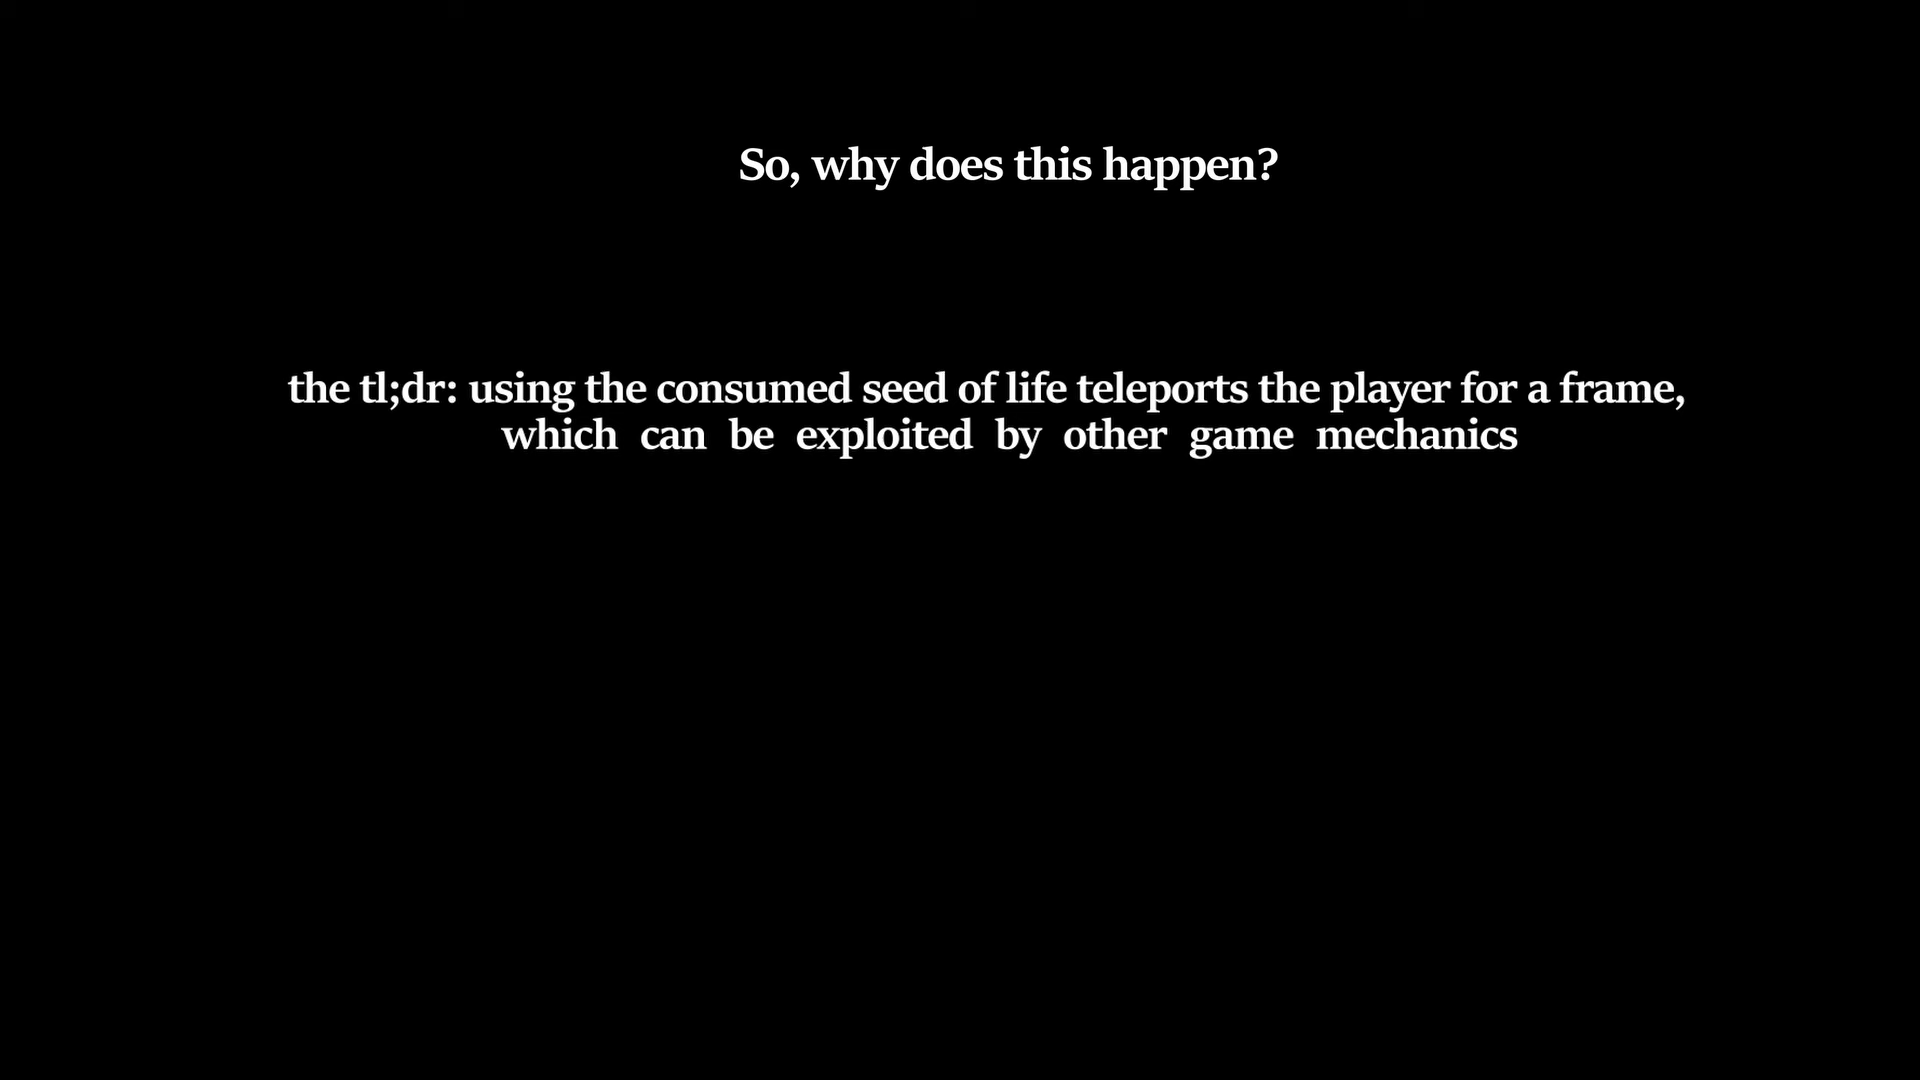 So, why does this happen?
the tl;dr: using the consumed seed of life teleports the player for a frame,
which can be exploited by other game mechanics